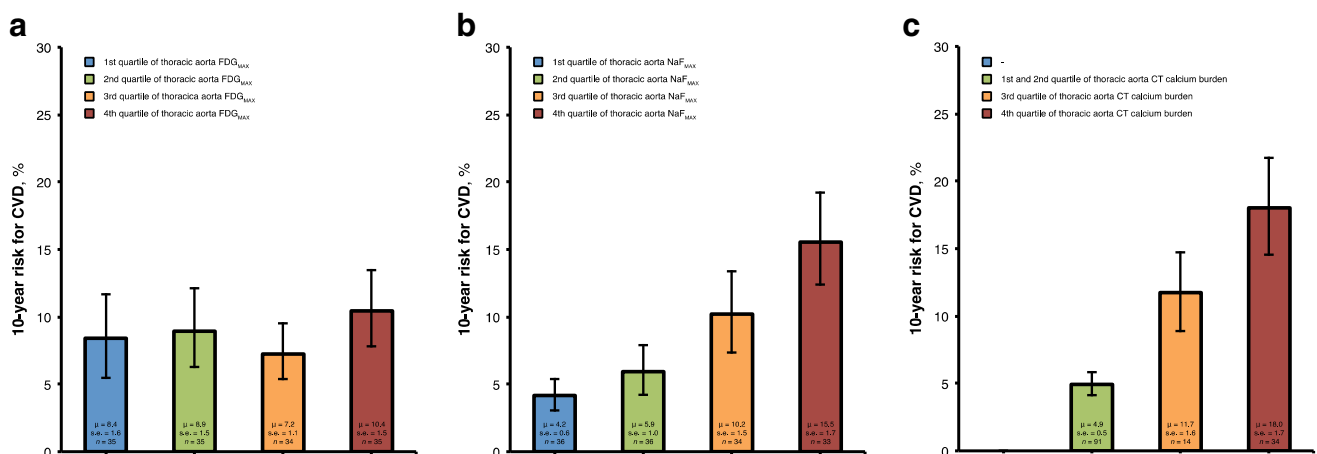 a
30
25
20
15
10
5
0
10-year risk for CVD, %
1st quartile of thoracic aorta FDGMAX
2nd quartile of thoracic aorta FDGMAX
3rd quartile of thoracica aorta FDGMAX
4th quartile of thoracic aorta FDGMAX
μ = 8.4
s.e. = 1.6
n = 35
μ = 8.9
s.e. = 1.5
n = 35
μ = 7.2
s.e. = 1.1
n = 34
μ = 10.4
s.e. = 1.5
n = 35
b
30
25
20
15
10
5
0
10-year risk for CVD, %
1st quartile of thoracic aorta NaFMAX
2nd quartile of thoracic aorta NaFMAX
3rd quartile of thoracic aorta NaFMAX
4th quartile of thoracic aorta NaFMAX
μ = 4.2
s.e. = 0.6
n = 36
μ = 5.9
s.e. = 1.0
n = 36
μ = 10.2
s.e. = 1.5
n = 34
μ = 15.5
s.e. = 1.7
n = 33
c
30
25
20
15
10
5
0
10-year risk for CVD, %
-
1st and 2nd quartile of thoracic aorta CT calcium burden
3rd quartile of thoracic aorta CT calcium burden
4th quartile of thoracic aorta CT calcium burden
μ = 4.9
s.e. = 0.5
n = 91
μ = 11.7
s.e. = 1.6
n = 14
μ = 18.0
s.e. = 1.7
n = 34